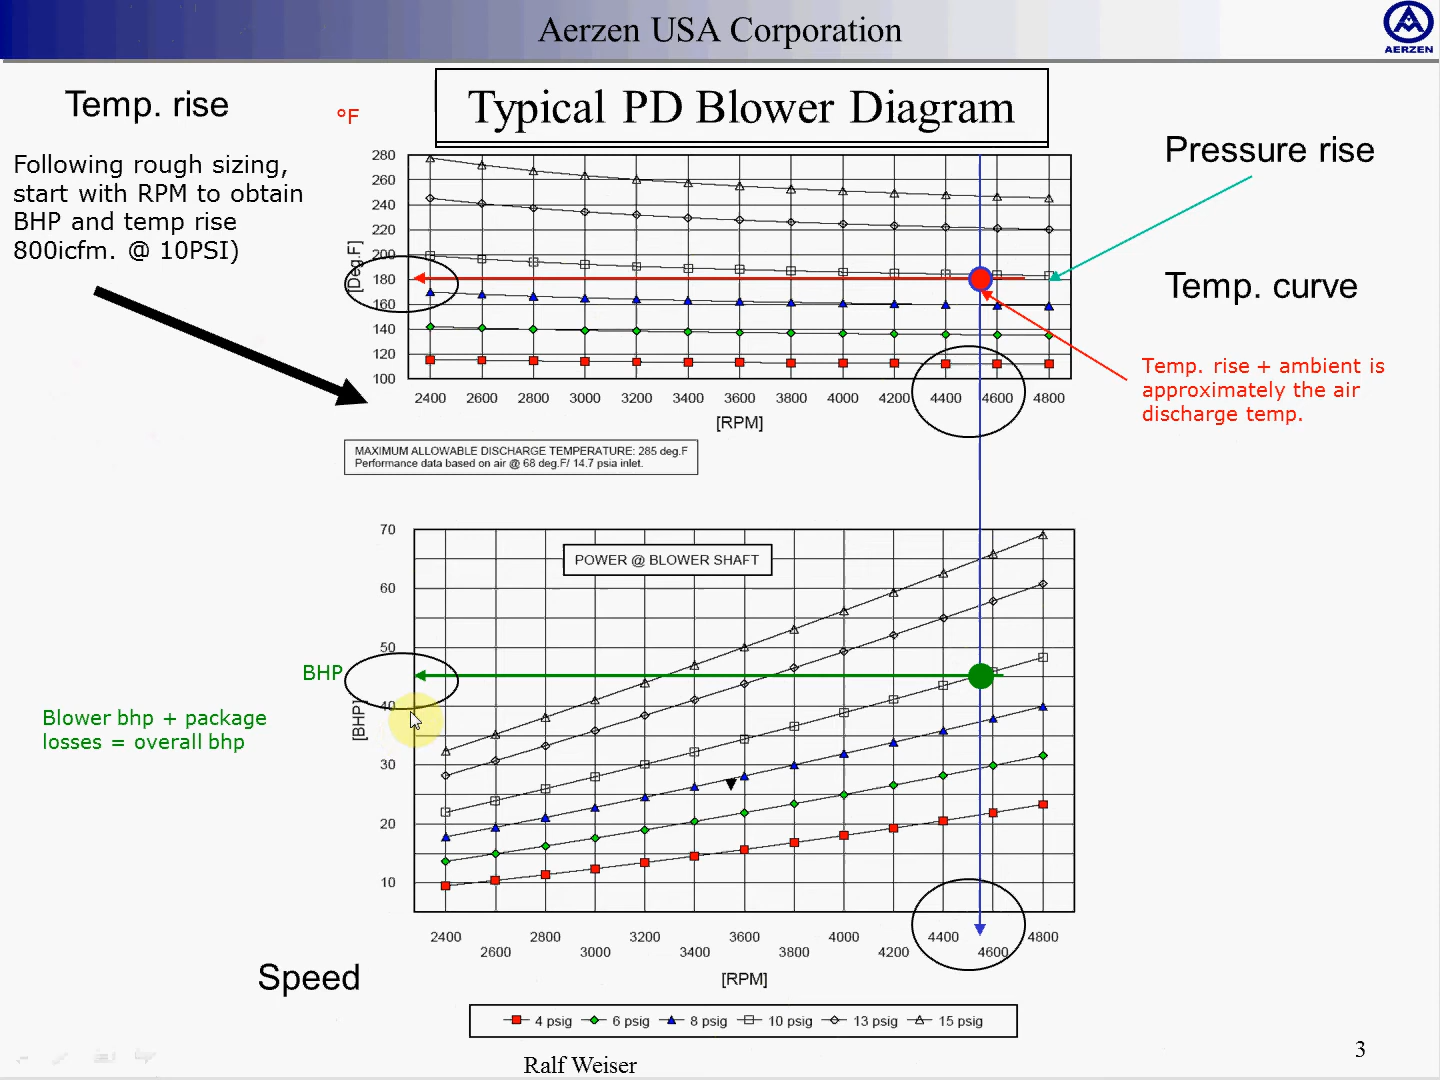 Aerzen USA Corporation
AERZEN
Temp. rise
°F
Typical PD Blower Diagram
Pressure rise
Following rough sizing,
start with RPM to obtain
BHP and temp rise
800icfm. @ 10PSI)
280
260
240
220
200
180
160
140
120
100
[Deg.F]
2400 2600 2800 3000 3200 3400 3600 3800 4000 4200 4400 4600 4800
[RPM]
Temp. curve
Temp. rise + ambient is
approximately the air
discharge temp.
MAXIMUM ALLOWABLE DISCHARGE TEMPERATURE: 285 deg.F
Performance data based on air @ 68 deg.F/ 14.7 psia inlet.
POWER @ BLOWER SHAFT
70
60
50
40
30
20
10
[BHP]
BHP
Blower bhp + package
losses = overall bhp
2400 2800 3200 3600 4000 4400 4800
2600 3000 3400 3800 4200 4600
[RPM]
Speed
4 psig 6 psig 8 psig 10 psig 13 psig 15 psig
Ralf Weiser
3